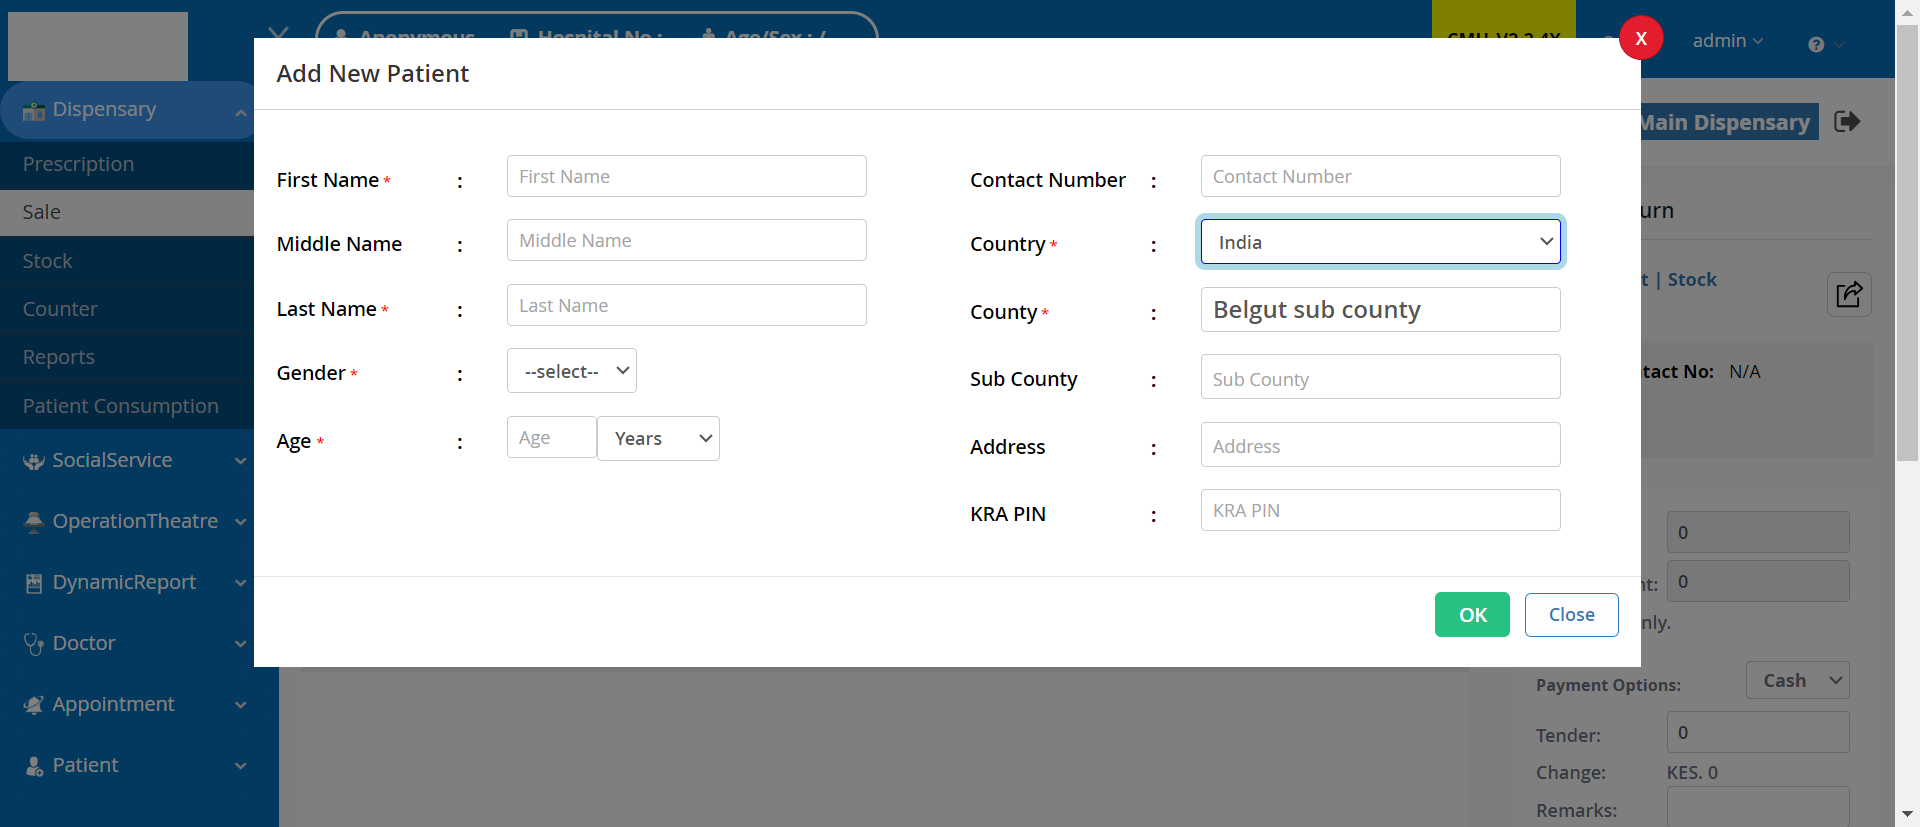 Anonymous Hospital No : Age/Sex : /
CMH_V2.2.4X
admin
X
Add New Patient
Dispensary
Main Dispensary
Prescription
Sale
Stock
Counter
Reports
Patient Consumption
SocialService
OperationTheatre
DynamicReport
Doctor
Appointment
Patient
First Name * : First Name
Middle Name : Middle Name
Last Name * : Last Name
Gender * : --select--
Age * : Age Years
Contact Number : Contact Number
Country * : India
County * : Belgut sub county
Sub County : Sub County
Address : Address
KRA PIN : KRA PIN
OK Close
urn
t | Stock
tact No: N/A
0
nt: 0
nly.
Payment Options: Cash
Tender: 0
Change: KES. 0
Remarks: